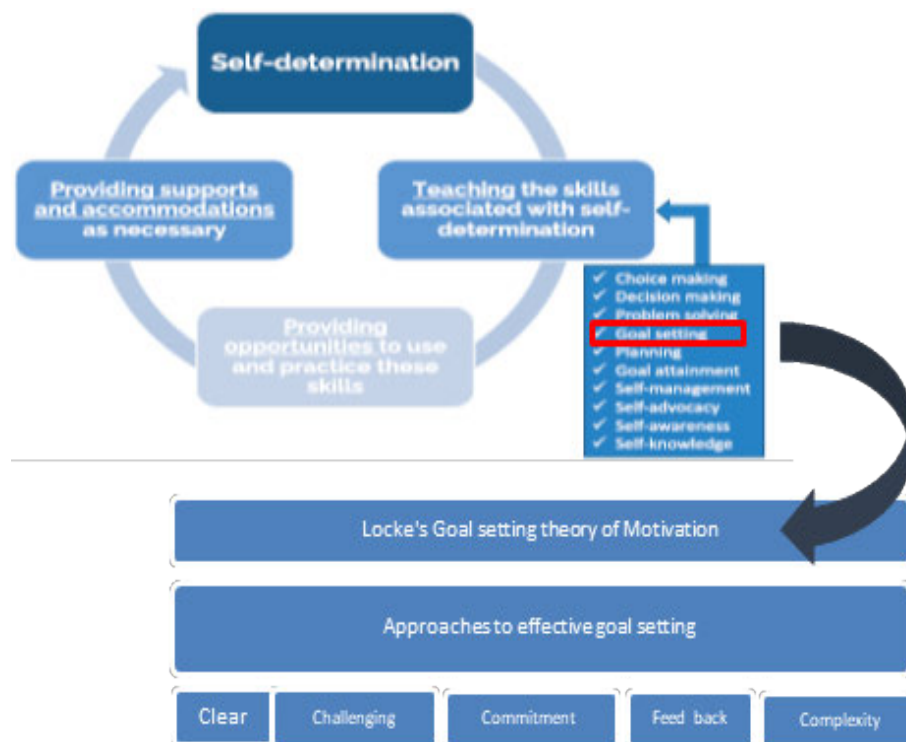 Self-determination
Providing supports
and accommodations
as necessary
Teaching the skills
associated with self-
determination
Providing
opportunities to use
and practice these
skills
✓ Choice making
✓ Decision making
✓ Problem solving
✓ Goal setting
✓ Planning
✓ Goal attainment
✓ Self-management
✓ Self-advocacy
✓ Self-awareness
✓ Self-knowledge
Locke's Goal setting theory of Motivation
Approaches to effective goal setting
Clear
Challenging
Commitment
Feed back
Complexity